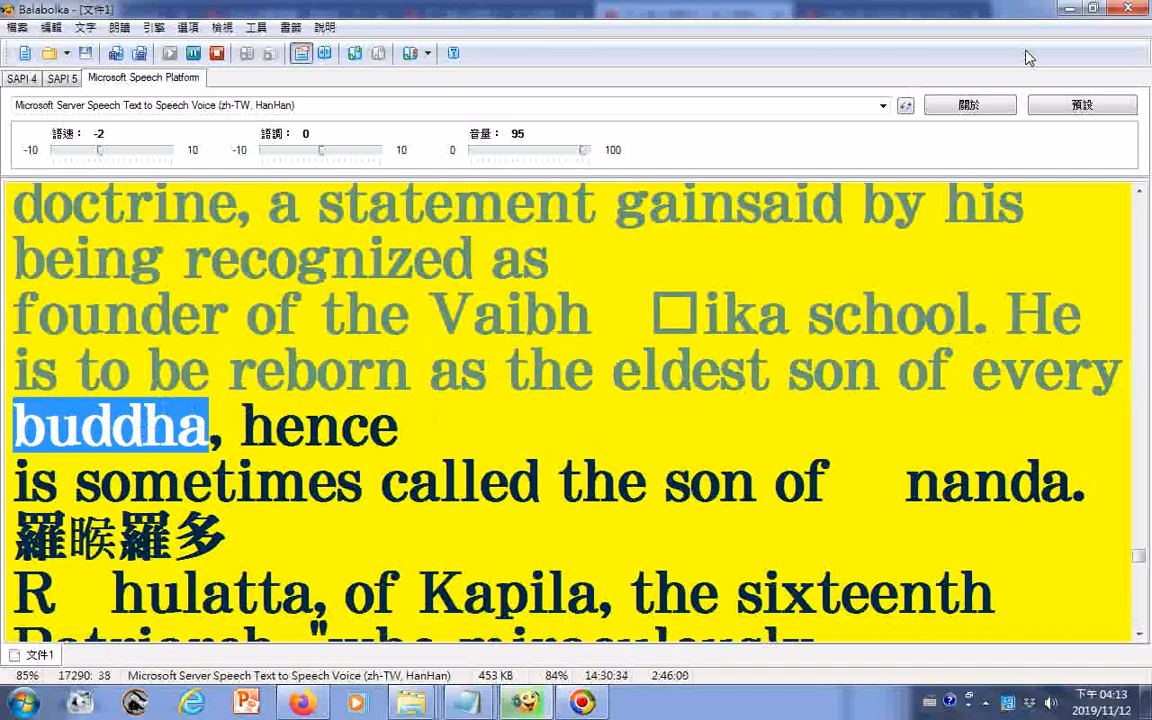 Balabolka - [文件1]
檔案 編輯 文字 朗讀 引擎 選項 檢視 工具 書籤 說明
SAPI 4 SAPI 5 Microsoft Speech Platform
Microsoft Server Speech Text to Speech Voice (zh-TW, HanHan) 關於 預設
語速： -2 語調： 0 音量： 95
-10 10 -10 10 0 100
doctrine, a statement gainsaid by his
being recognized as
founder of the Vaibh □ika school. He
is to be reborn as the eldest son of every
buddha, hence
is sometimes called the son of nanda.
羅睺羅多
R hulatta, of Kapila, the sixteenth
Patriarch, "who miraculously
文件1
85% 17290: 38 Microsoft Server Speech Text to Speech Voice (zh-TW, HanHan) 453 KB 84% 14:30:34 2:46:00
下午 04:13
2019/11/12